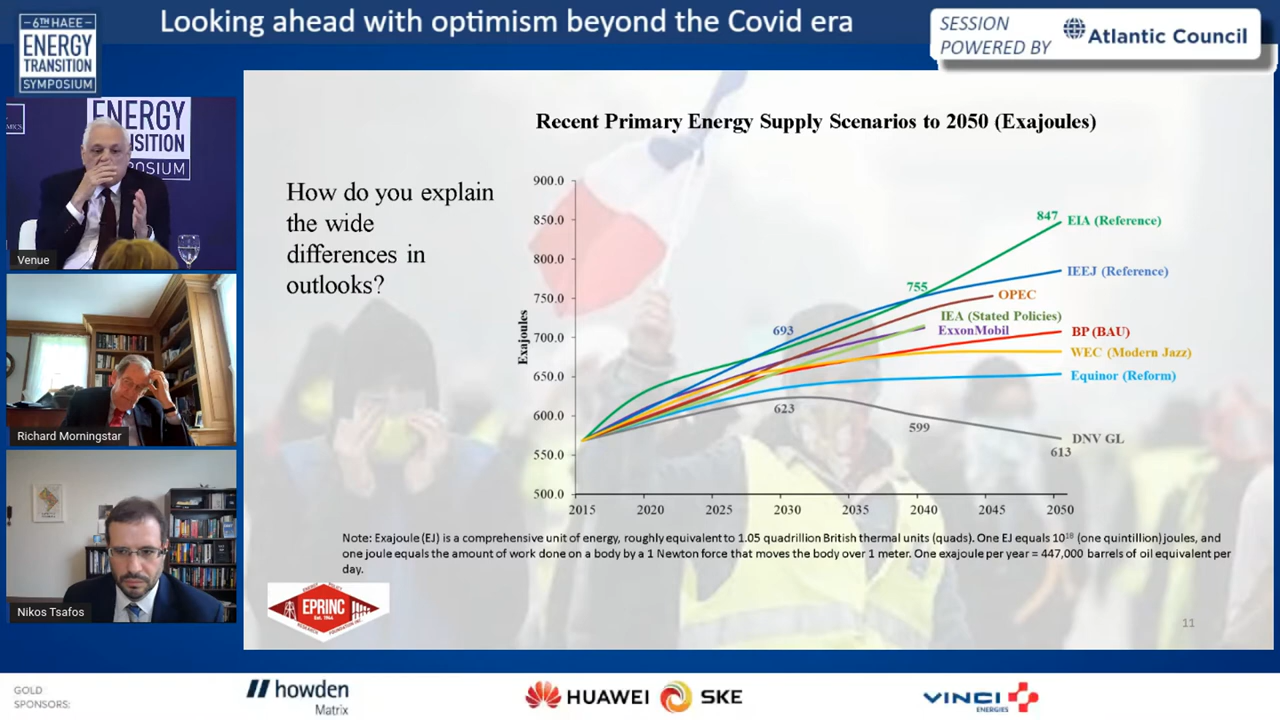 Looking ahead with optimism beyond the Covid era
6TH HAEE
ENERGY
TRANSITION
SYMPOSIUM
SESSION
POWERED BY
Atlantic Council
ENERGY
SITION
POSIUM
Venue
Richard Morningstar
Nikos Tsafos
How do you explain
the wide
differences in
outlooks?
Recent Primary Energy Supply Scenarios to 2050 (Exajoules)
Exajoules
900.0
850.0
800.0
750.0
700.0
650.0
600.0
550.0
500.0
2015 2020 2025 2030 2035 2040 2045 2050
847 EIA (Reference)
IEEJ (Reference)
755
OPEC
IEA (Stated Policies)
693
ExxonMobil
BP (BAU)
WEC (Modern Jazz)
Equinor (Reform)
623
599
DNV GL
613
Note: Exajoule (EJ) is a comprehensive unit of energy, roughly equivalent to 1.05 quadrillion British thermal units (quads). One EJ equals 10¹⁸ (one quintillion) joules, and
one joule equals the amount of work done on a body by a 1 Newton force that moves the body over 1 meter. One exajoule per year = 447,000 barrels of oil equivalent per
day.
EPRINC
Est. 1944
11
GOLD
SPONSORS:
howden
Matrix
HUAWEI
SKE
VINCI
ENERGIES